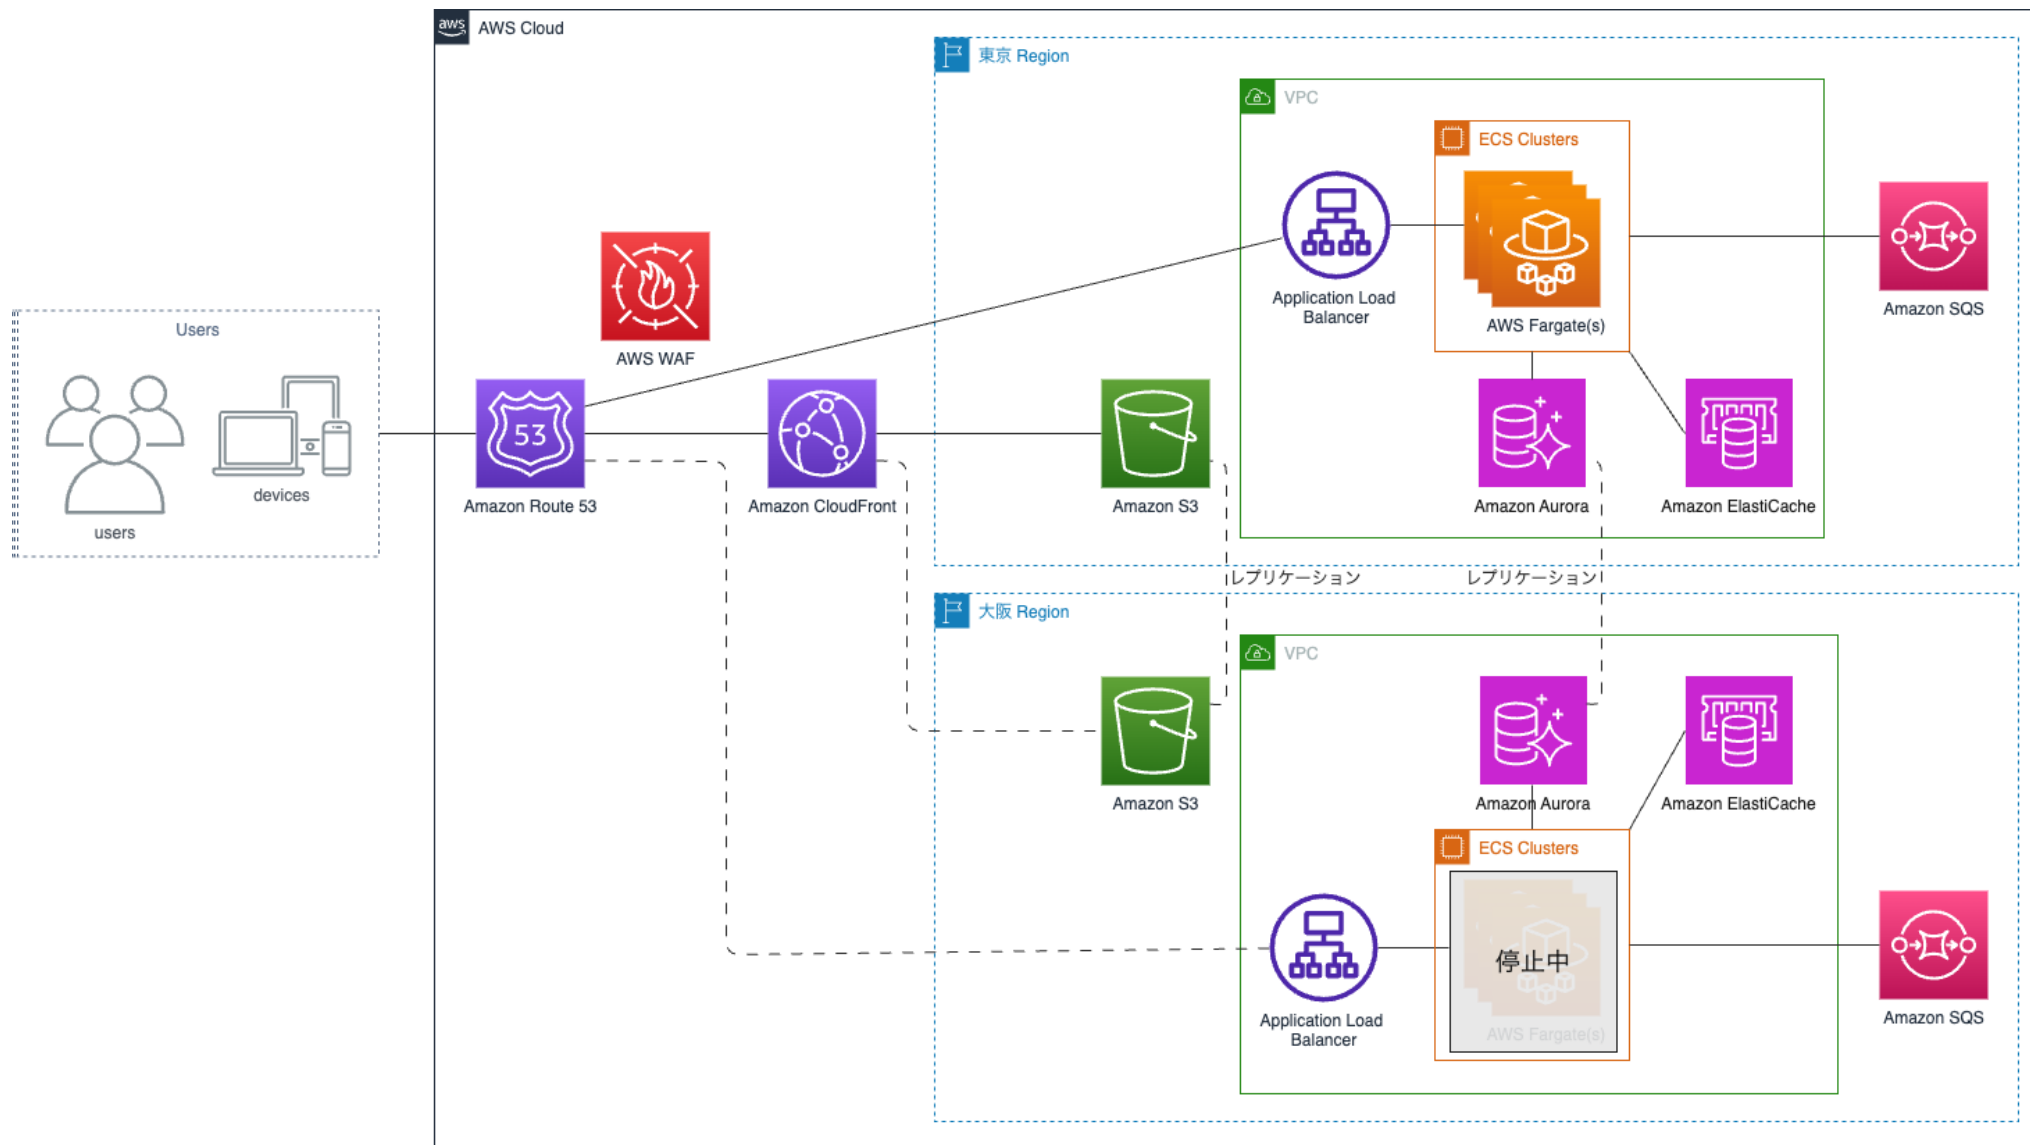 aws
AWS Cloud
東京 Region
VPC
ECS Clusters
Application Load
Balancer
AWS Fargate(s)
Amazon SQS
AWS WAF
Users
devices
users
53
Amazon Route 53
Amazon CloudFront
Amazon S3
Amazon Aurora
Amazon ElastiCache
レプリケーション
レプリケーション
大阪 Region
VPC
Amazon S3
Amazon Aurora
Amazon ElastiCache
ECS Clusters
停止中
AWS Fargate(s)
Application Load
Balancer
Amazon SQS